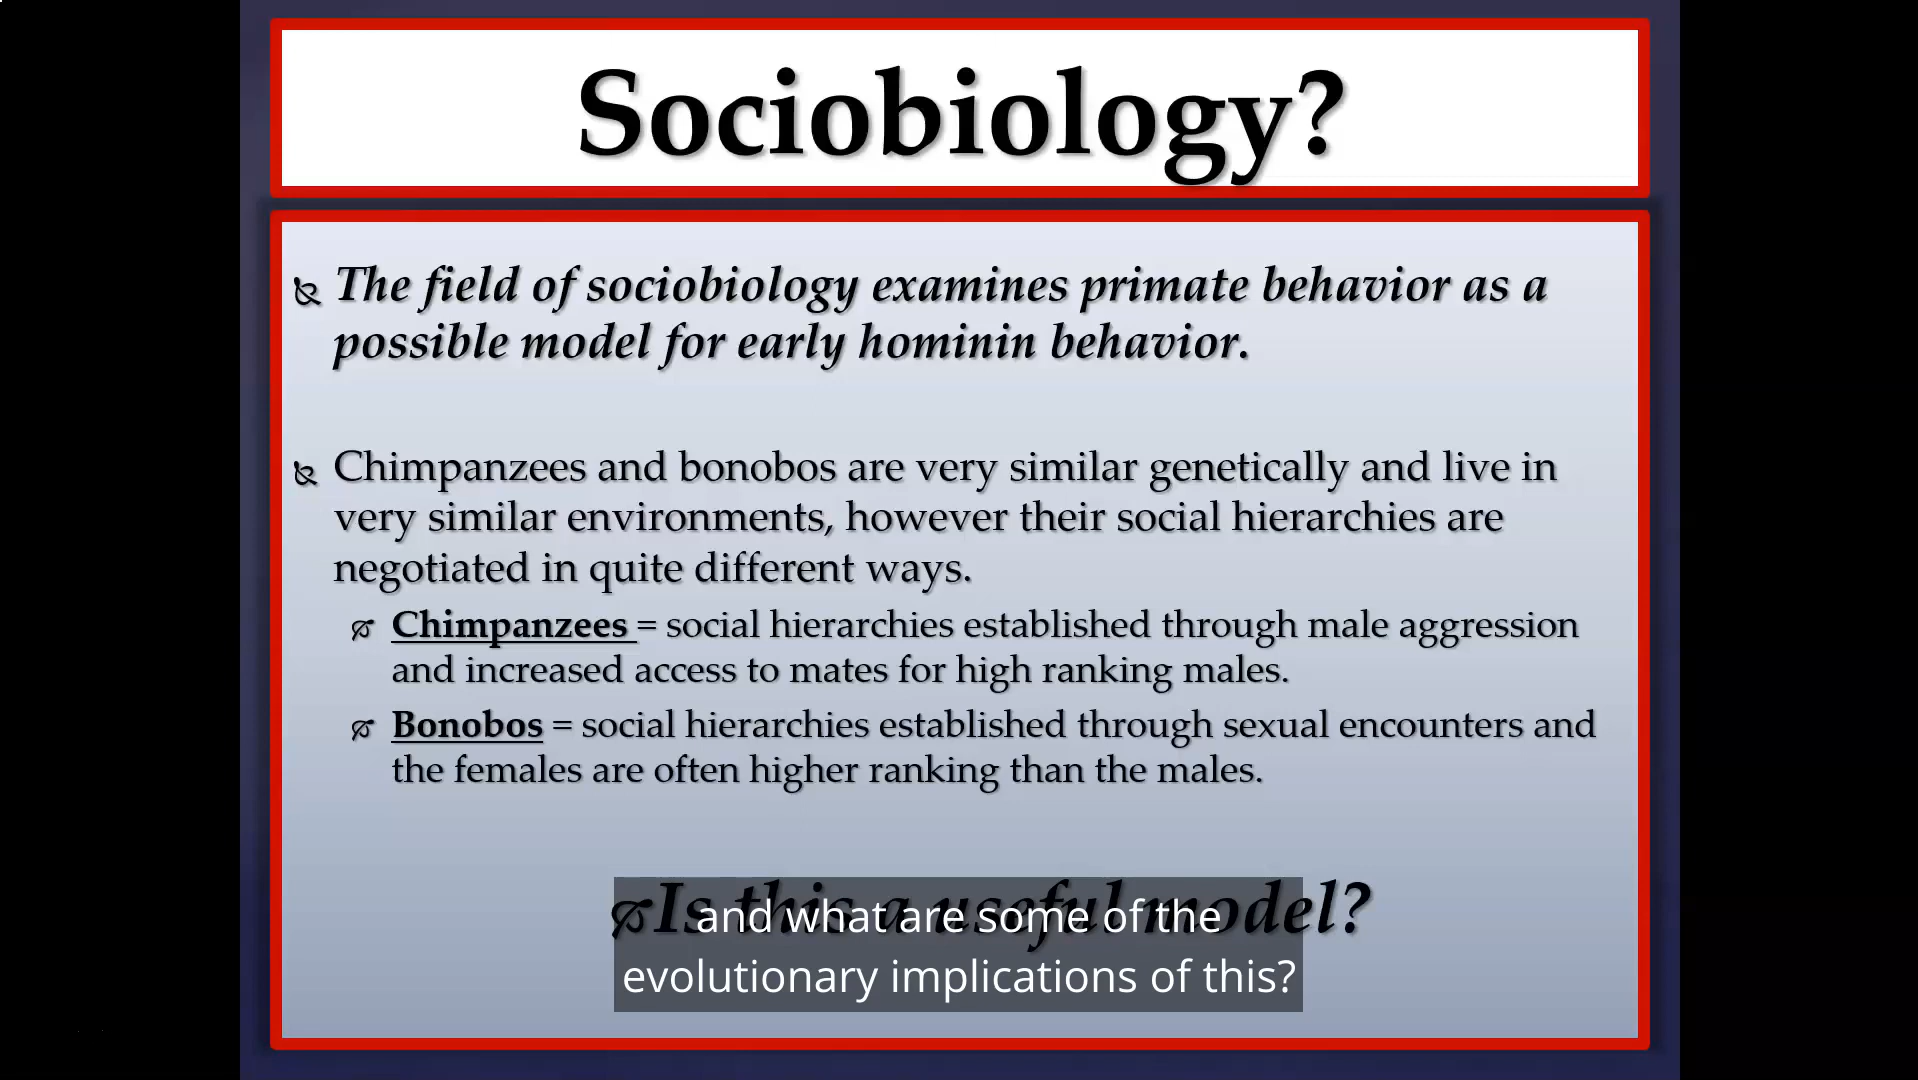 Sociobiology?
The field of sociobiology examines primate behavior as a
possible model for early hominin behavior.
Chimpanzees and bonobos are very similar genetically and live in
very similar environments, however their social hierarchies are
negotiated in quite different ways.
Chimpanzees = social hierarchies established through male aggression
and increased access to mates for high ranking males.
Bonobos = social hierarchies established through sexual encounters and
the females are often higher ranking than the males.
Is this a useful model?
and what are some of the
evolutionary implications of this?